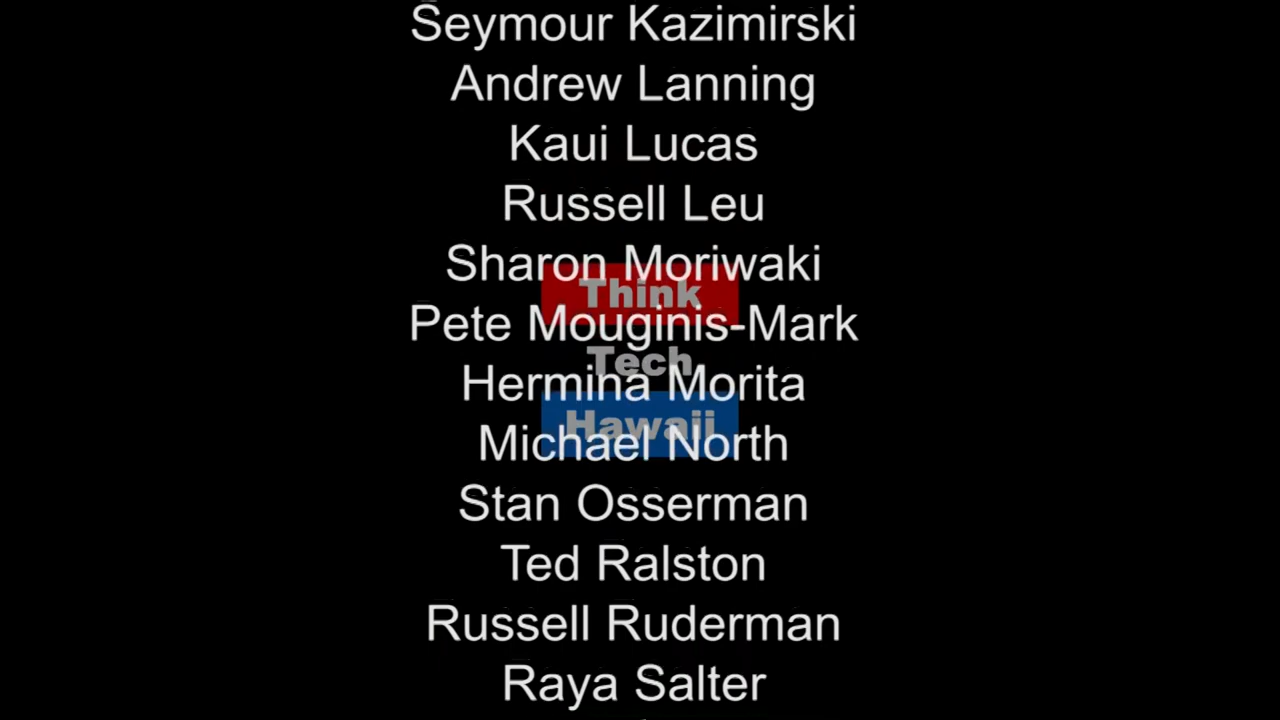 Seymour Kazimirski
Andrew Lanning
Kaui Lucas
Russell Leu
Sharon Moriwaki
Think
Pete Mouginis-Mark
Tech
Hermina Morita
Hawaii
Michael North
Stan Osserman
Ted Ralston
Russell Ruderman
Raya Salter